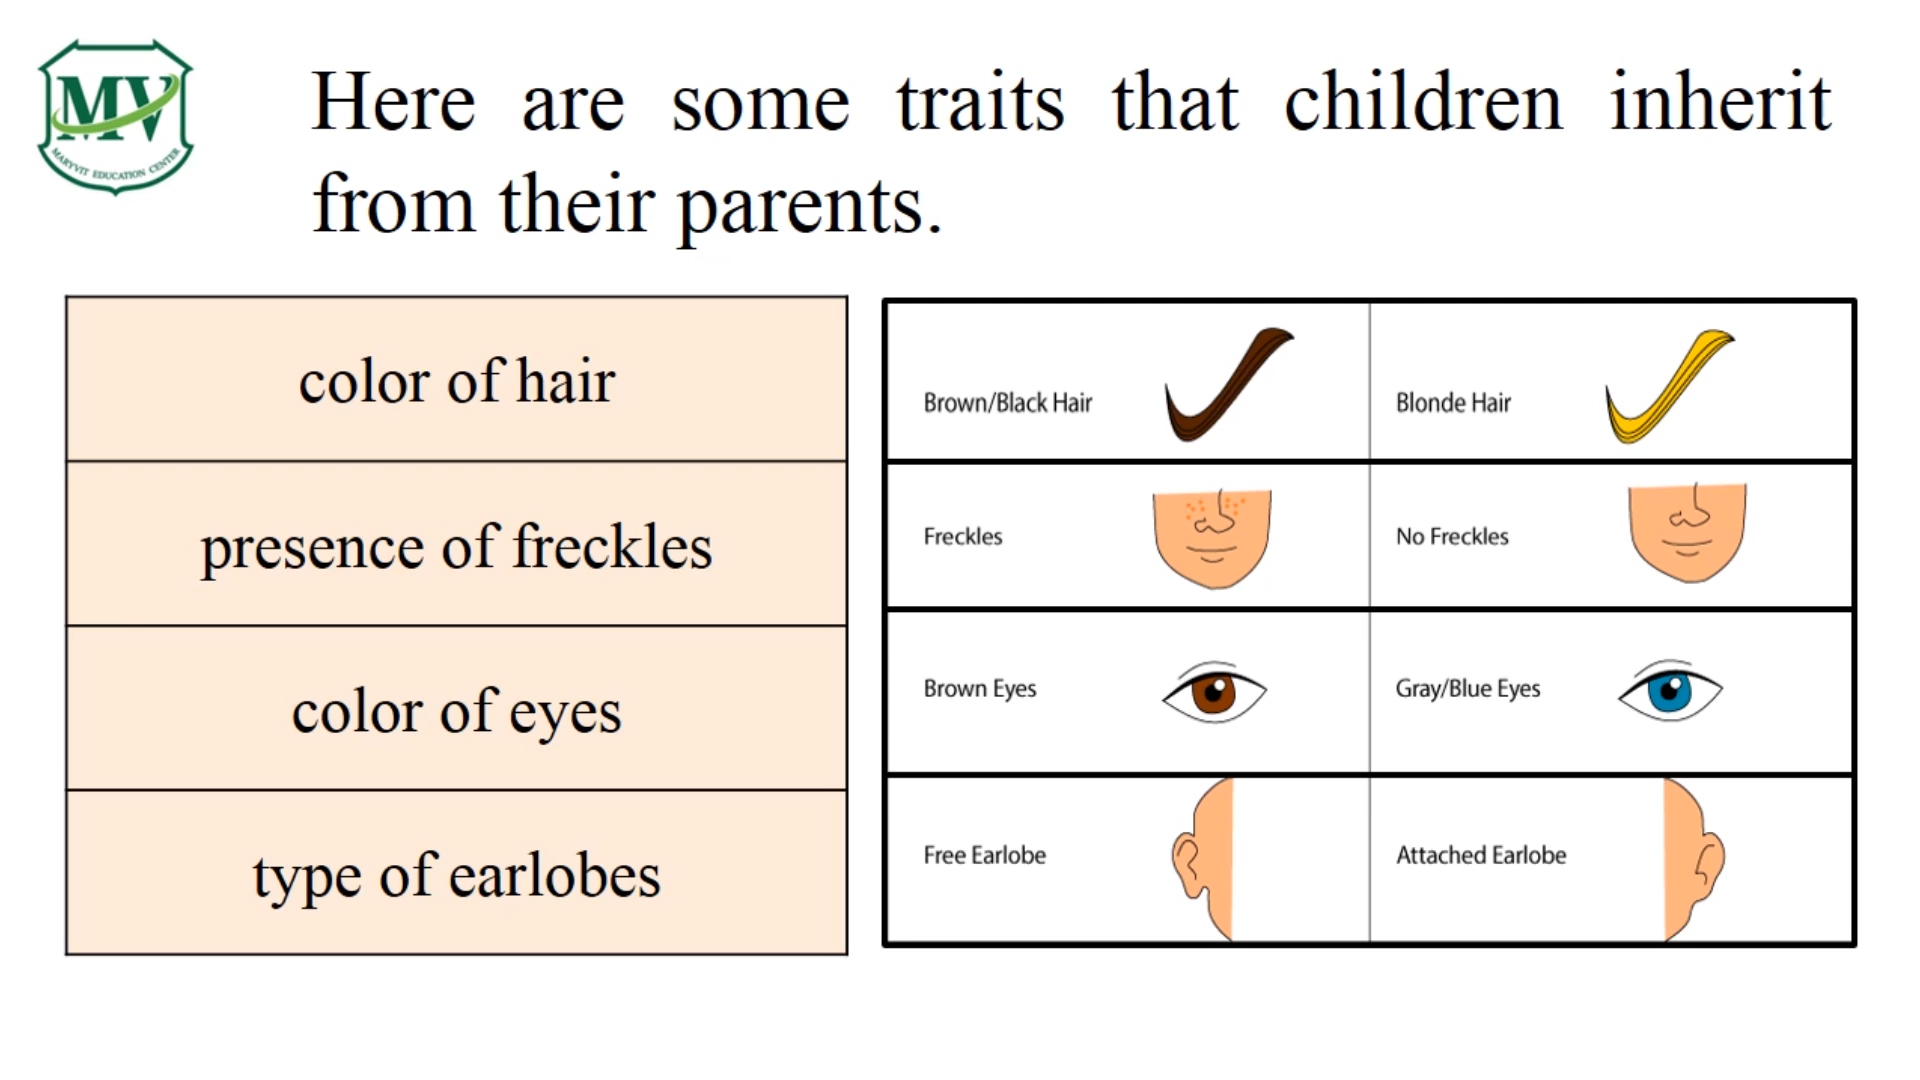 MV
MARYVIT EDUCATION CENTER
Here are some traits that children inherit
from their parents.
color of hair
Brown/Black Hair
Blonde Hair
presence of freckles
Freckles
No Freckles
color of eyes
Brown Eyes
Gray/Blue Eyes
type of earlobes
Free Earlobe
Attached Earlobe